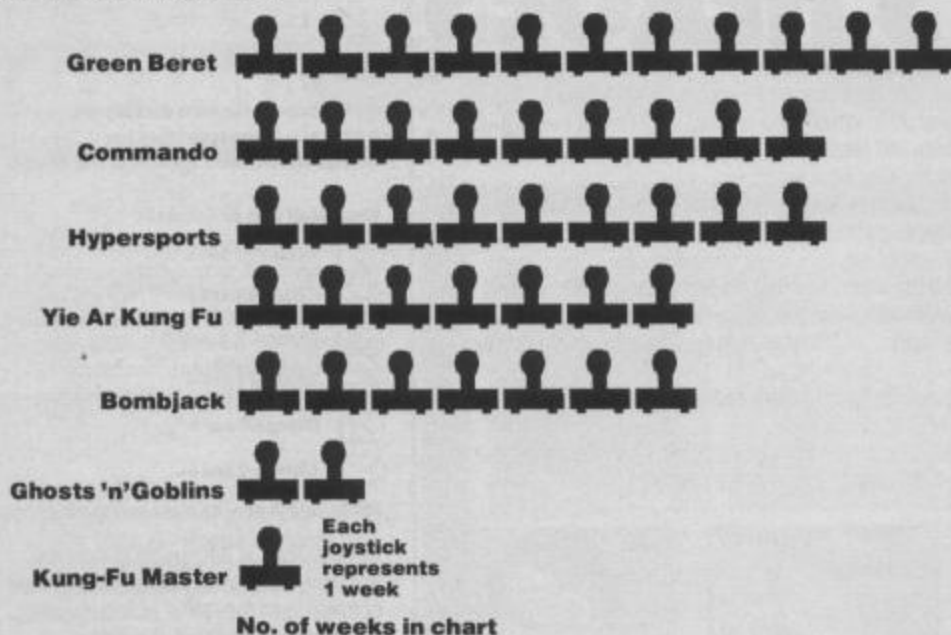 Green Beret
Commando
Hypersports
Yie Ar Kung Fu
Bombjack
Ghosts 'n'Goblins
Kung-Fu Master
Each
joystick
represents
1 week
No. of weeks in chart